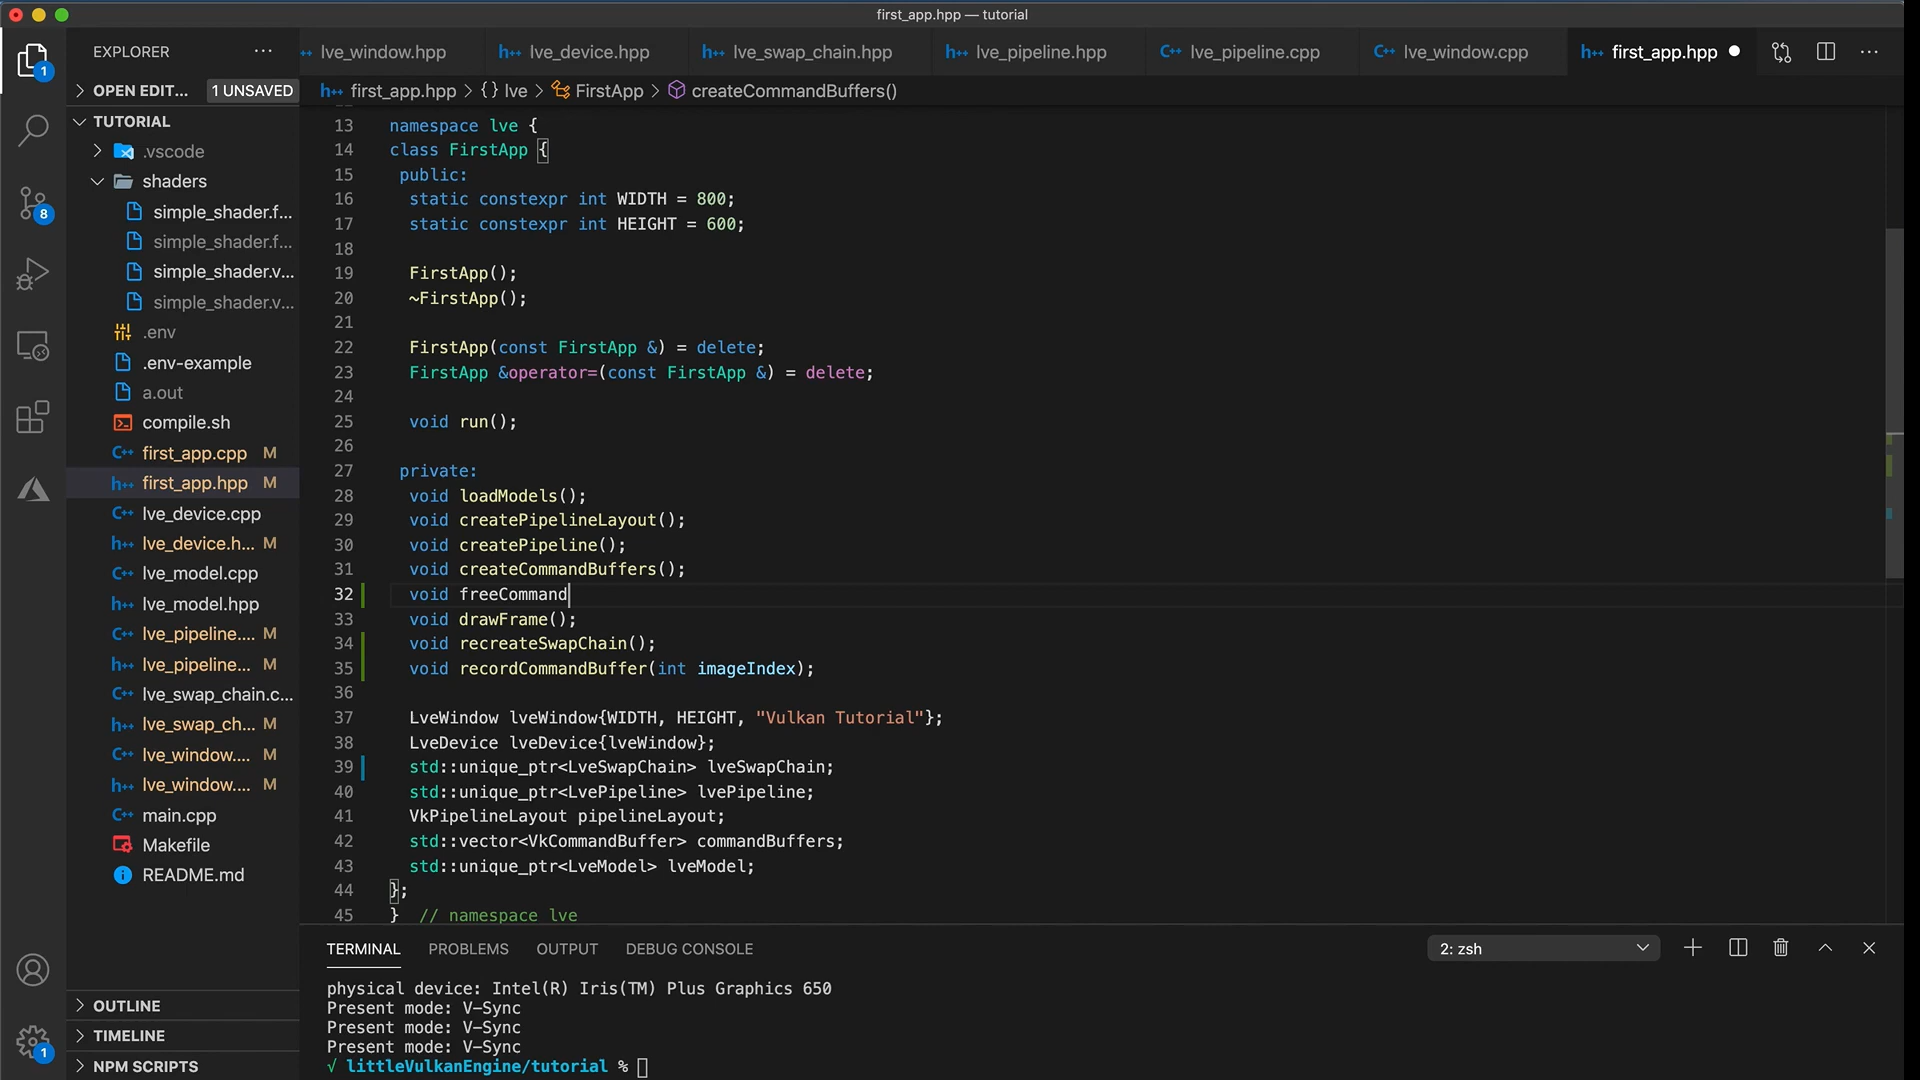 first_app.hpp — tutorial
EXPLORER
lve_window.hpp
lve_device.hpp
lve_swap_chain.hpp
lve_pipeline.hpp
lve_pipeline.cpp
lve_window.cpp
first_app.hpp
OPEN EDIT... 1 UNSAVED
first_app.hpp > {} lve > FirstApp > createCommandBuffers()
TUTORIAL
.vscode
shaders
simple_shader.f...
simple_shader.f...
simple_shader.v...
simple_shader.v...
.env
.env-example
a.out
compile.sh
first_app.cpp M
first_app.hpp M
lve_device.cpp
lve_device.h... M
lve_model.cpp
lve_model.hpp
lve_pipeline.... M
lve_pipeline... M
lve_swap_chain.c...
lve_swap_ch... M
lve_window.... M
lve_window.... M
main.cpp
Makefile
README.md
OUTLINE
TIMELINE
NPM SCRIPTS
1
8
1
13 namespace lve {
14 class FirstApp {
15 public:
16 static constexpr int WIDTH = 800;
17 static constexpr int HEIGHT = 600;
18
19 FirstApp();
20 ~FirstApp();
21
22 FirstApp(const FirstApp &) = delete;
23 FirstApp &operator=(const FirstApp &) = delete;
24
25 void run();
26
27 private:
28 void loadModels();
29 void createPipelineLayout();
30 void createPipeline();
31 void createCommandBuffers();
32 void freeCommand
33 void drawFrame();
34 void recreateSwapChain();
35 void recordCommandBuffer(int imageIndex);
36
37 LveWindow lveWindow{WIDTH, HEIGHT, "Vulkan Tutorial"};
38 LveDevice lveDevice{lveWindow};
39 std::unique_ptr<LveSwapChain> lveSwapChain;
40 std::unique_ptr<LvePipeline> lvePipeline;
41 VkPipelineLayout pipelineLayout;
42 std::vector<VkCommandBuffer> commandBuffers;
43 std::unique_ptr<LveModel> lveModel;
44 };
45 } // namespace lve
TERMINAL PROBLEMS OUTPUT DEBUG CONSOLE
2: zsh
physical device: Intel(R) Iris(TM) Plus Graphics 650
Present mode: V-Sync
Present mode: V-Sync
Present mode: V-Sync
√ littleVulkanEngine/tutorial %